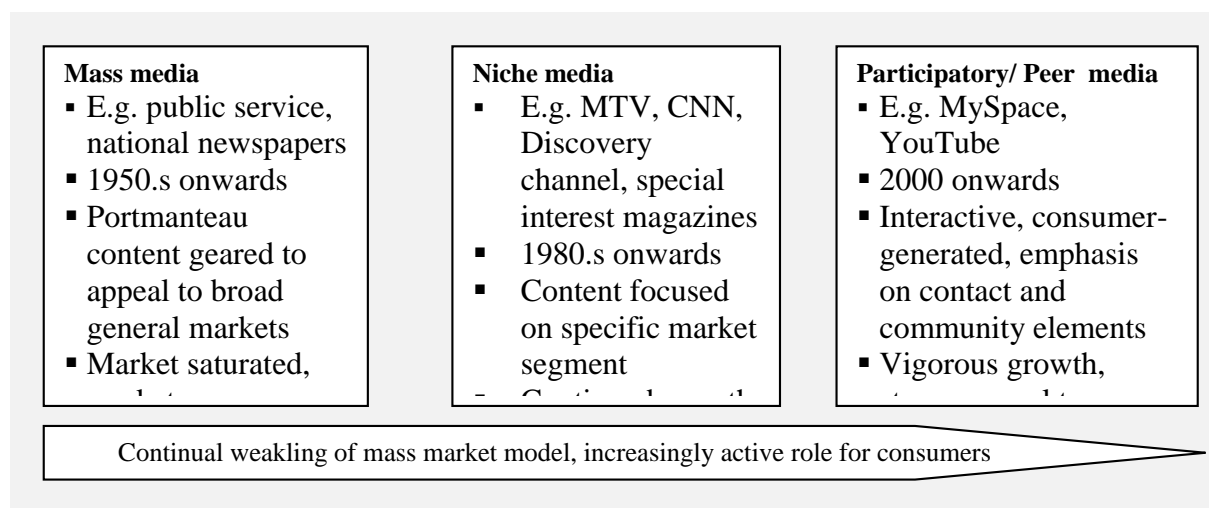 Mass media
▪ E.g. public service,
national newspapers
▪ 1950.s onwards
▪ Portmanteau
content geared to
appeal to broad
general markets
▪ Market saturated,
Niche media
▪ E.g. MTV, CNN,
Discovery
channel, special
interest magazines
▪ 1980.s onwards
▪ Content focused
on specific market
segment
Participatory/ Peer media
▪ E.g. MySpace,
YouTube
▪ 2000 onwards
▪ Interactive, consumer-
generated, emphasis
on contact and
community elements
▪ Vigorous growth,
Continual weakling of mass market model, increasingly active role for consumers